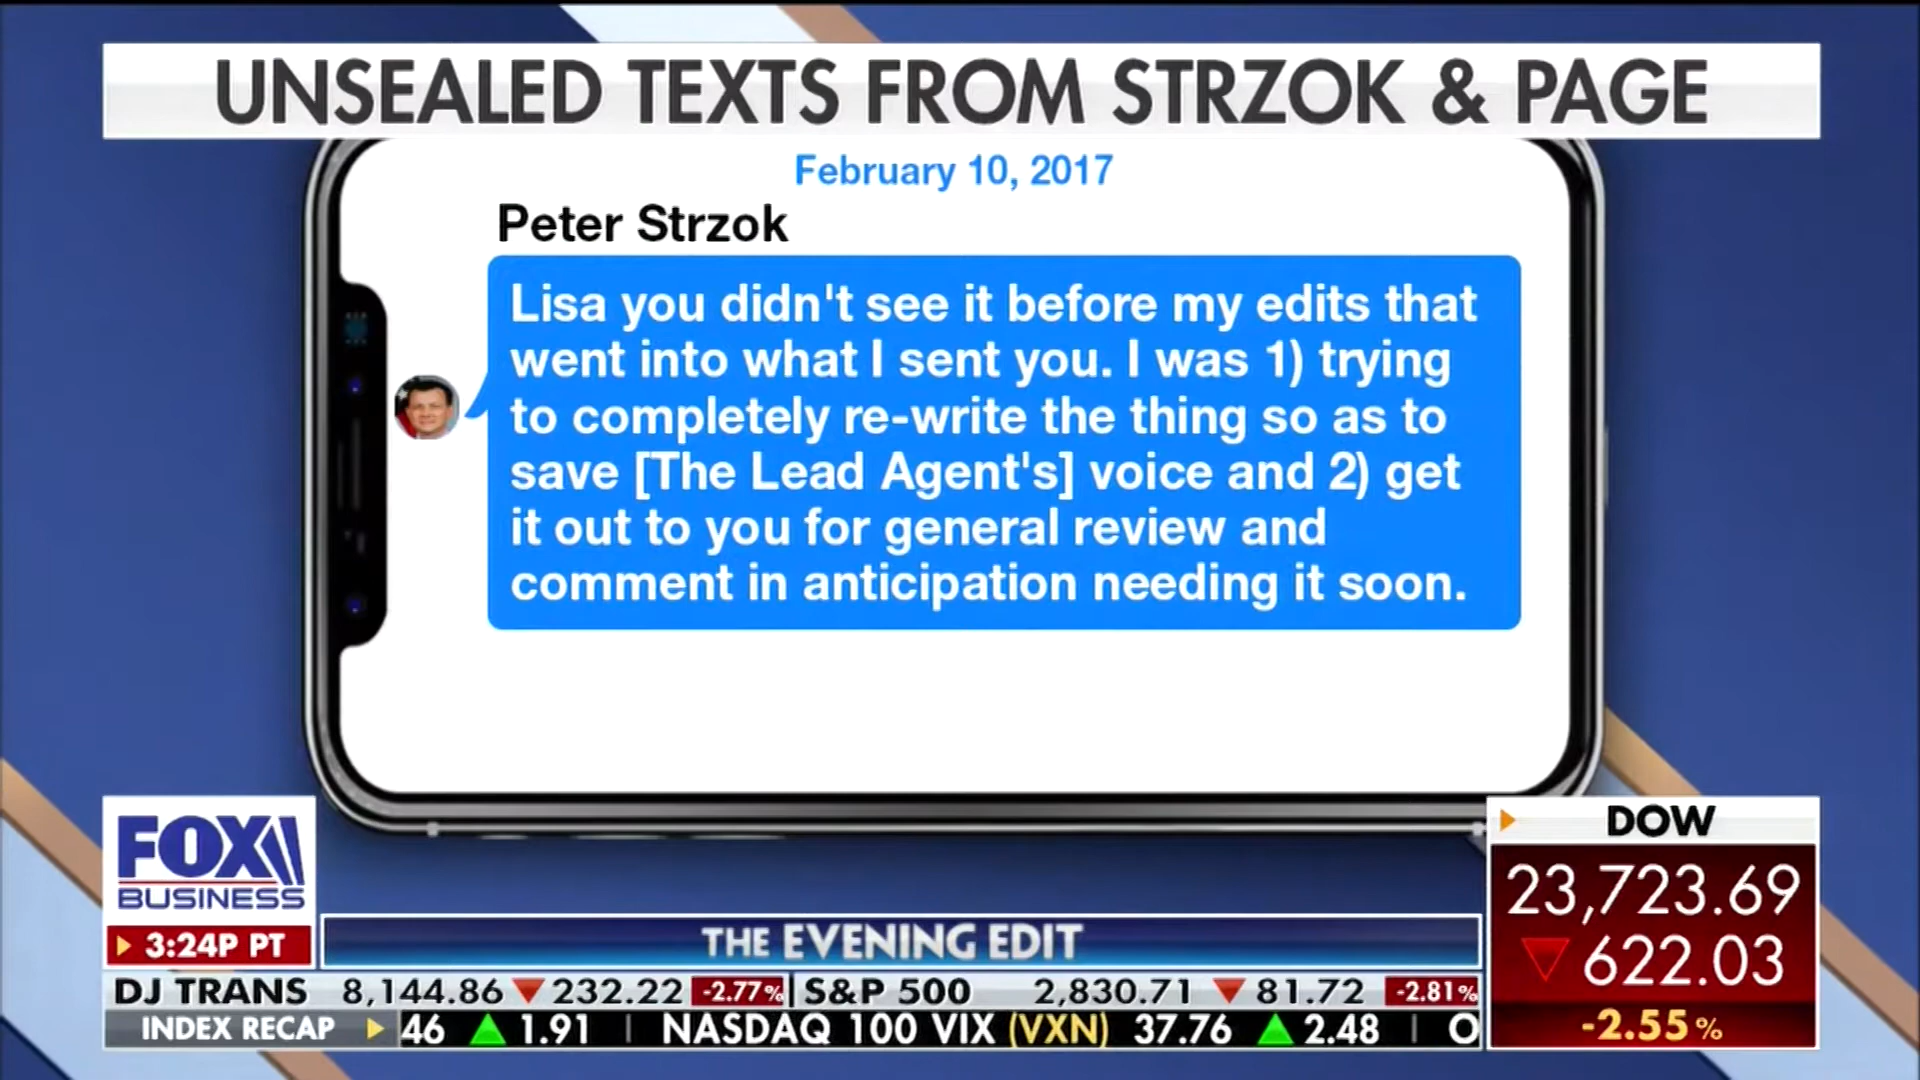 UNSEALED TEXTS FROM STRZOK & PAGE
February 10, 2017
Peter Strzok
Lisa you didn't see it before my edits that
went into what I sent you. I was 1) trying
to completely re-write the thing so as to
save [The Lead Agent's] voice and 2) get
it out to you for general review and
comment in anticipation needing it soon.
FOX
BUSINESS
3:24P PT
THE EVENING EDIT
DOW
23,723.69
▼ 622.03
-2.55%
DJ TRANS 8,144.86 ▼ 232.22 -2.77% S&P 500 2,830.71 ▼ 81.72 -2.81%
INDEX RECAP 46 ▲ 1.91 | NASDAQ 100 VIX (VXN) 37.76 ▲ 2.48 | O